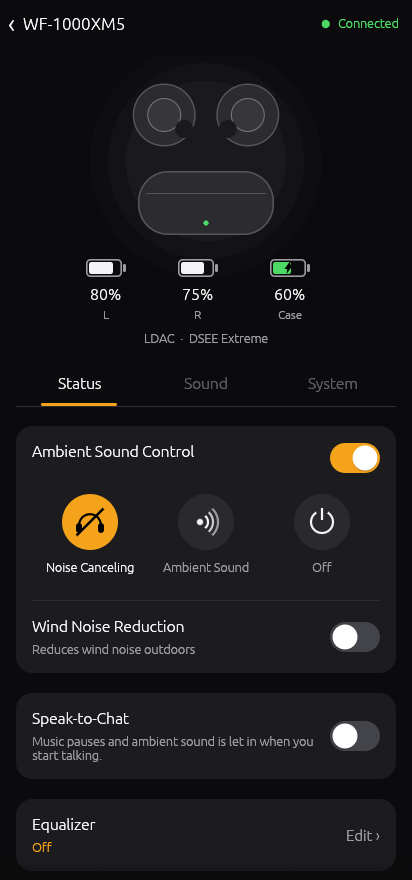 ‹ WF-1000XM5
Connected
80% 75% 60%
L R Case
LDAC · DSEE Extreme
Status Sound System
Ambient Sound Control
Noise Canceling Ambient Sound Off
Wind Noise Reduction
Reduces wind noise outdoors
Speak-to-Chat
Music pauses and ambient sound is let in when you
start talking.
Equalizer
Off
Edit ›